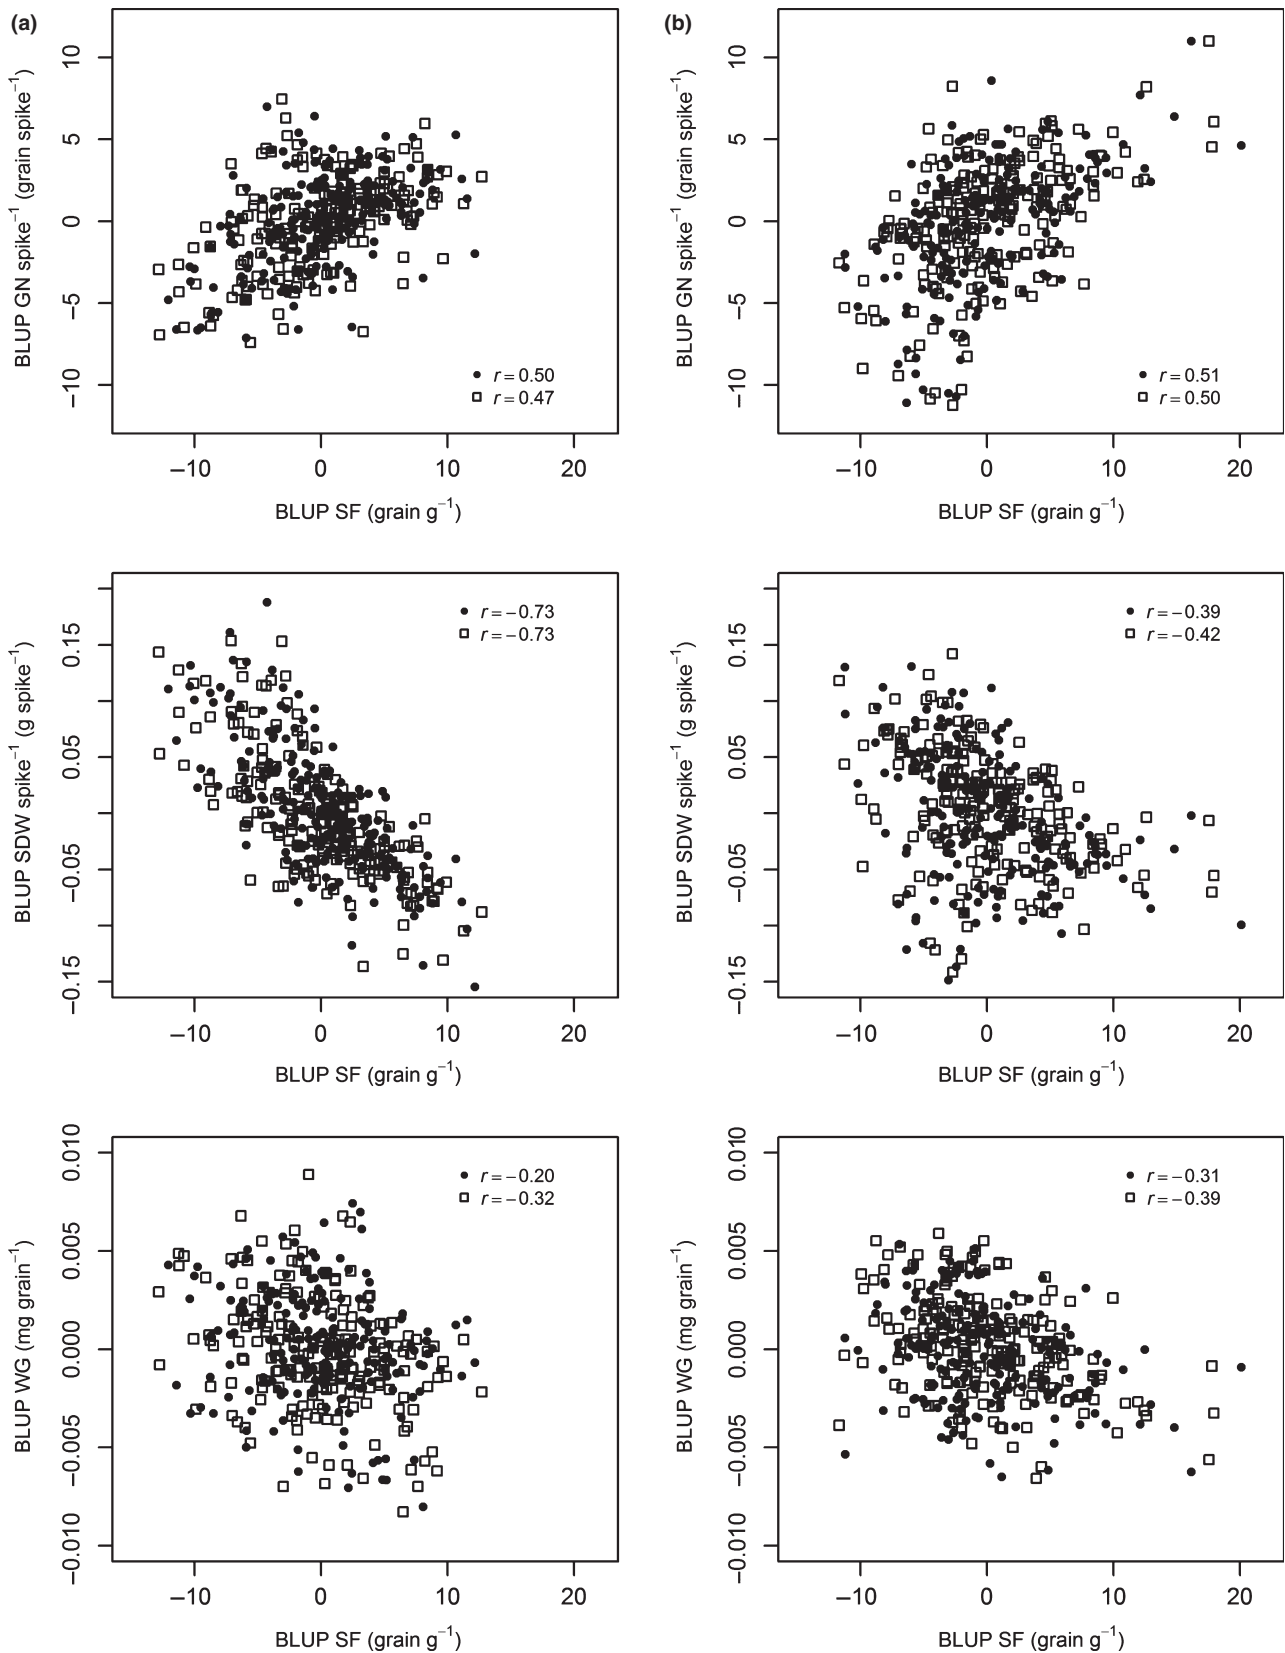 (a)
BLUP GN spike⁻¹ (grain spike⁻¹)
10
5
0
−5
−10
r = 0.50
r = 0.47
−10 0 10 20
BLUP SF (grain g⁻¹)
(b)
BLUP GN spike⁻¹ (grain spike⁻¹)
10
5
0
−5
−10
r = 0.51
r = 0.50
−10 0 10 20
BLUP SF (grain g⁻¹)
BLUP SDW spike⁻¹ (g spike⁻¹)
0.15
0.05
−0.05
−0.15
r = −0.73
r = −0.73
−10 0 10 20
BLUP SF (grain g⁻¹)
BLUP SDW spike⁻¹ (g spike⁻¹)
0.15
0.05
−0.05
−0.15
r = −0.39
r = −0.42
−10 0 10 20
BLUP SF (grain g⁻¹)
BLUP WG (mg grain⁻¹)
0.010
0.005
0.000
−0.005
−0.010
r = −0.20
r = −0.32
−10 0 10 20
BLUP SF (grain g⁻¹)
BLUP WG (mg grain⁻¹)
0.010
0.005
0.000
−0.005
−0.010
r = −0.31
r = −0.39
−10 0 10 20
BLUP SF (grain g⁻¹)